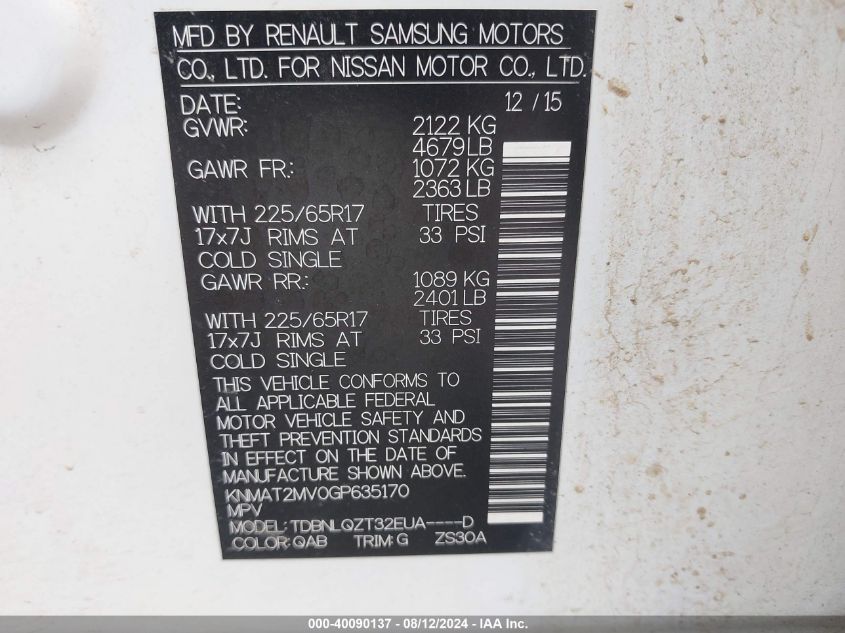 MFD BY RENAULT SAMSUNG MOTORS
CO., LTD. FOR NISSAN MOTOR CO., LTD.
DATE: 12 / 15
GVWR: 2122 KG
4679 LB
GAWR FR.: 1072 KG
2363 LB
WITH 225/65R17 TIRES
17x7J RIMS AT 33 PSI
COLD SINGLE
GAWR RR.: 1089 KG
2401 LB
WITH 225/65R17 TIRES
17x7J RIMS AT 33 PSI
COLD SINGLE
THIS VEHICLE CONFORMS TO
ALL APPLICABLE FEDERAL
MOTOR VEHICLE SAFETY AND
THEFT PREVENTION STANDARDS
IN EFFECT ON THE DATE OF
MANUFACTURE SHOWN ABOVE.
KNMAT2MV0GP635170
MPV
MODEL: TDBNLQZT32EUA----D
COLOR: QAB TRIM: G ZS30A
000-40090137 - 08/12/2024 - IAA Inc.